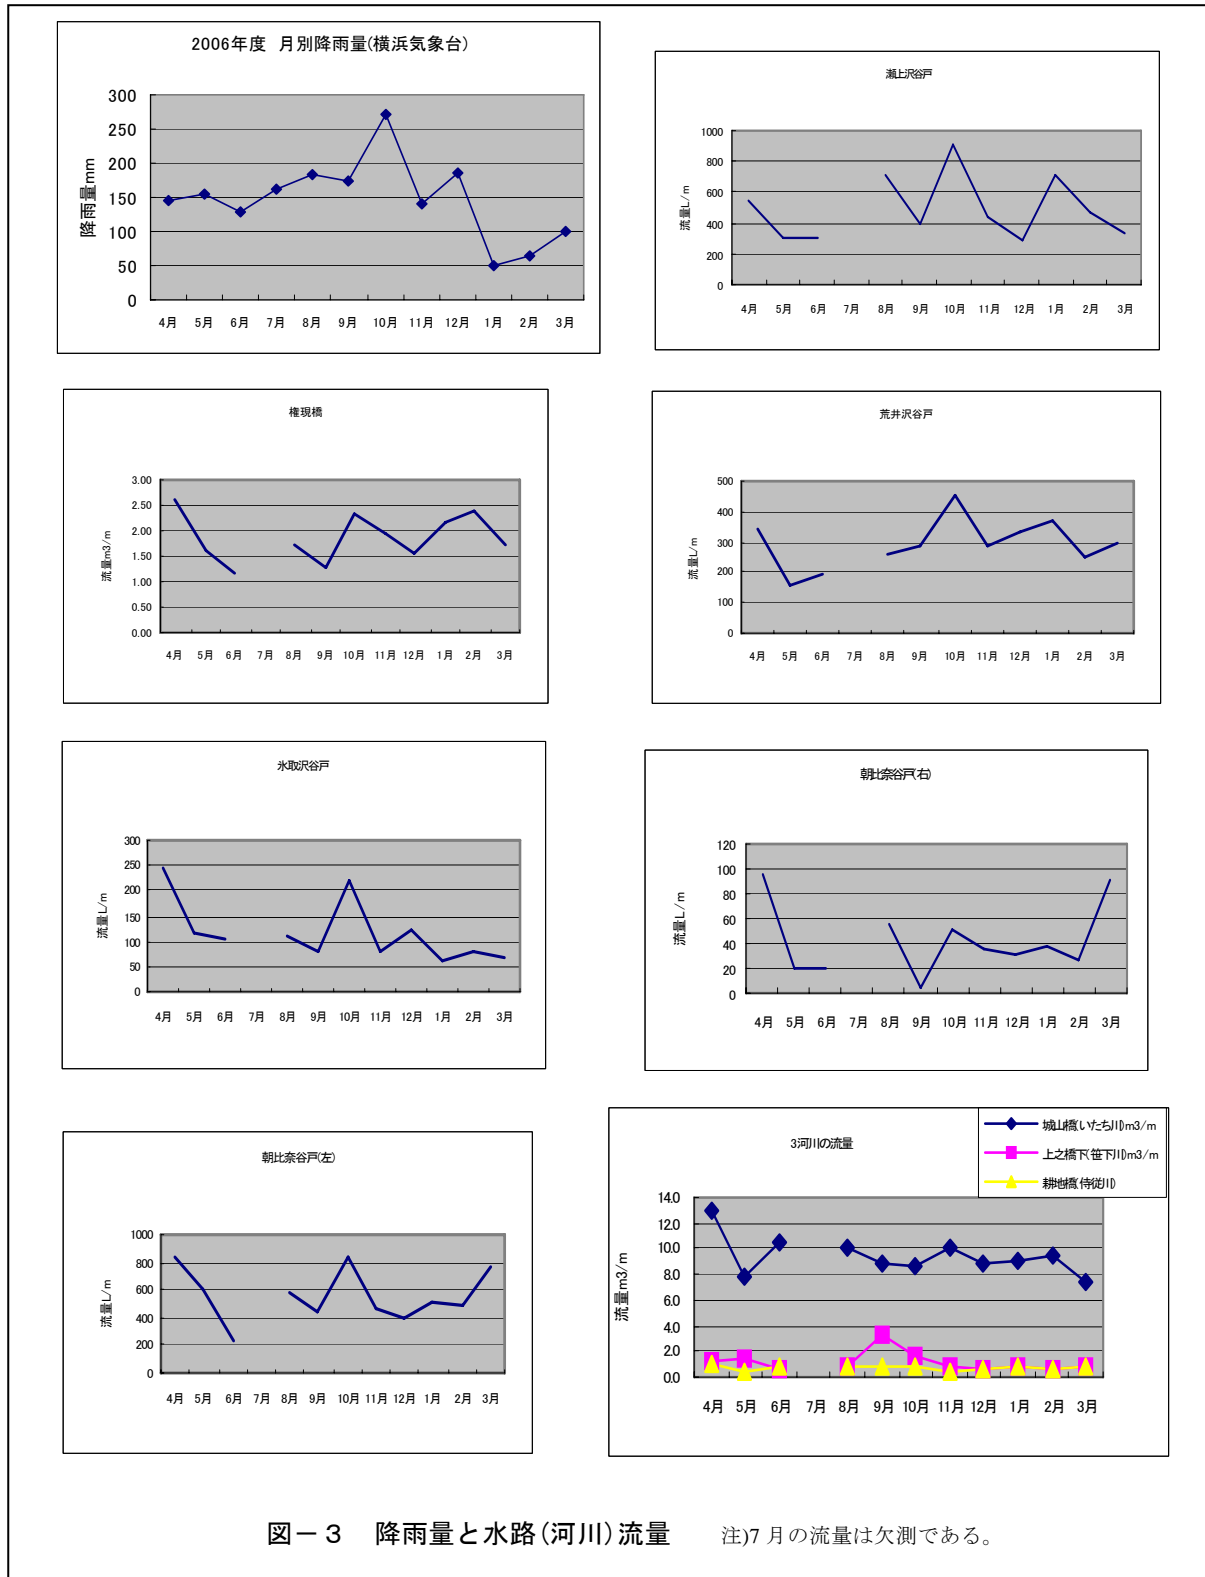 2006年度 月別降雨量(横浜気象台)
降雨量mm
300
250
200
150
100
50
0
4月 5月 6月 7月 8月 9月 10月 11月 12月 1月 2月 3月
瀬上沢谷戸
流量L/m
1000
800
600
400
200
0
4月 5月 6月 7月 8月 9月 10月 11月 12月 1月 2月 3月
権現橋
流量m3/m
3.00
2.50
2.00
1.50
1.00
0.50
0.00
4月 5月 6月 7月 8月 9月 10月 11月 12月 1月 2月 3月
荒井沢谷戸
流量L/m
500
400
300
200
100
0
4月 5月 6月 7月 8月 9月 10月 11月 12月 1月 2月 3月
氷取沢谷戸
流量L/m
300
250
200
150
100
50
0
4月 5月 6月 7月 8月 9月 10月 11月 12月 1月 2月 3月
朝比奈谷戸(右)
流量L/m
120
100
80
60
40
20
0
4月 5月 6月 7月 8月 9月 10月 11月 12月 1月 2月 3月
朝比奈谷戸(左)
流量L/m
1000
800
600
400
200
0
4月 5月 6月 7月 8月 9月 10月 11月 12月 1月 2月 3月
3河川の流量
城山橋(いたち川)m3/m
上之橋下(笹下川)m3/m
耕地橋(侍従川)
流量m3/m
14.0
12.0
10.0
8.0
6.0
4.0
2.0
0.0
4月 5月 6月 7月 8月 9月 10月 11月 12月 1月 2月 3月
図－3 降雨量と水路(河川)流量 注)7月の流量は欠測である。